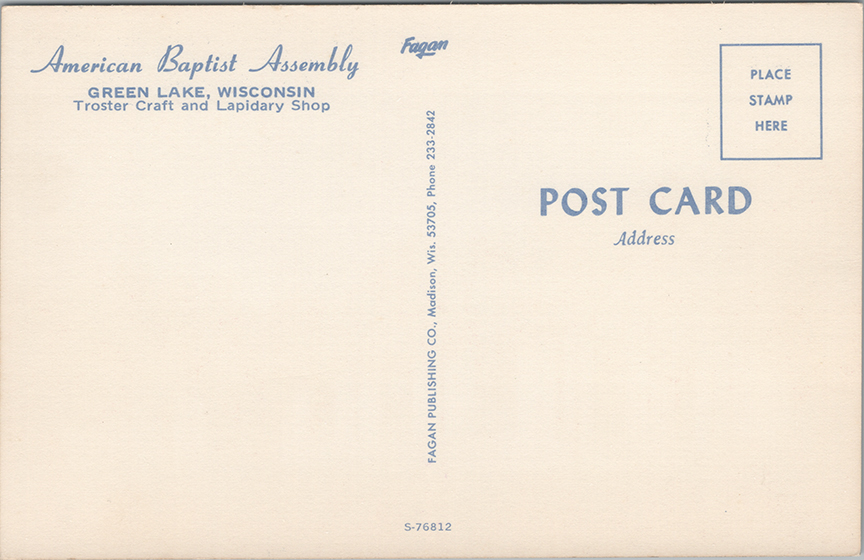 American Baptist Assembly
GREEN LAKE, WISCONSIN
Troster Craft and Lapidary Shop
Fagan
FAGAN PUBLISHING CO., Madison, Wis. 53705, Phone 233-2842
PLACE
STAMP
HERE
POST CARD
Address
S-76812